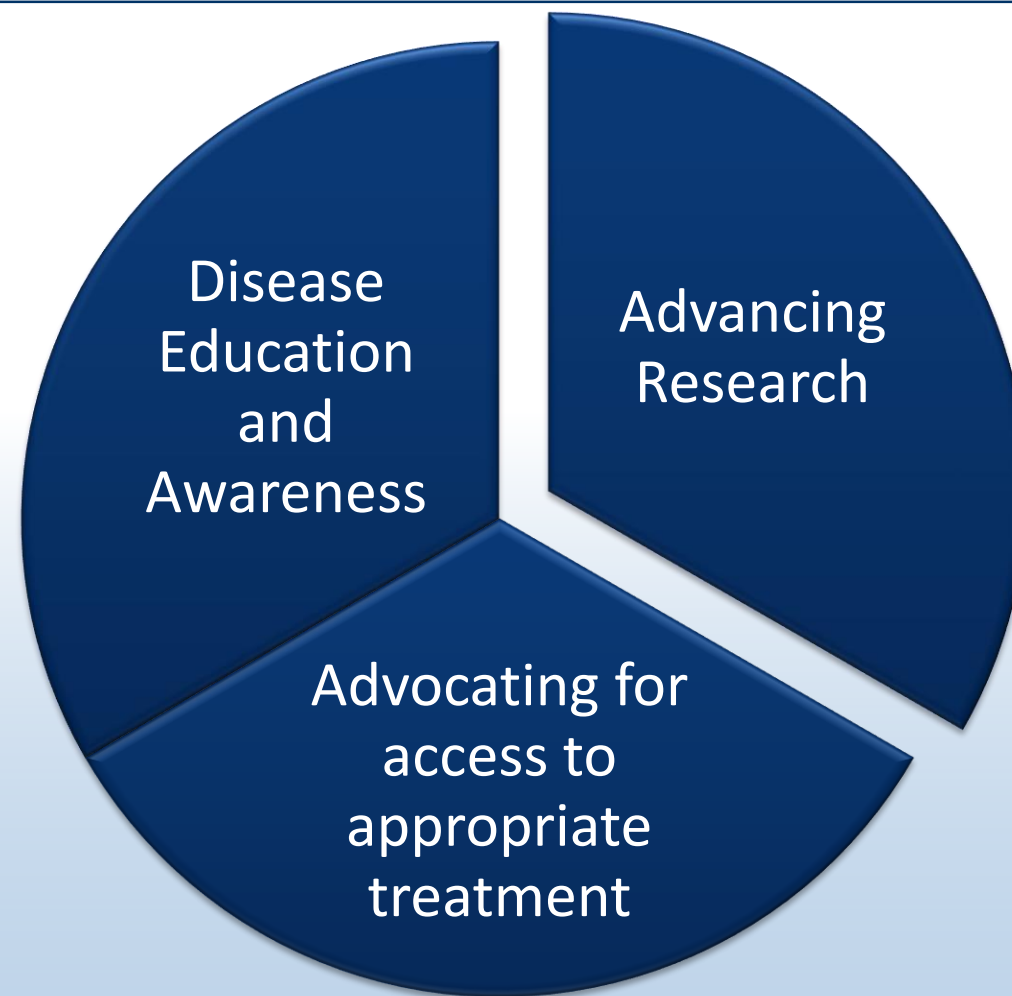 Disease
Education
and
Awareness
Advancing
Research
Advocating for
access to
appropriate
treatment